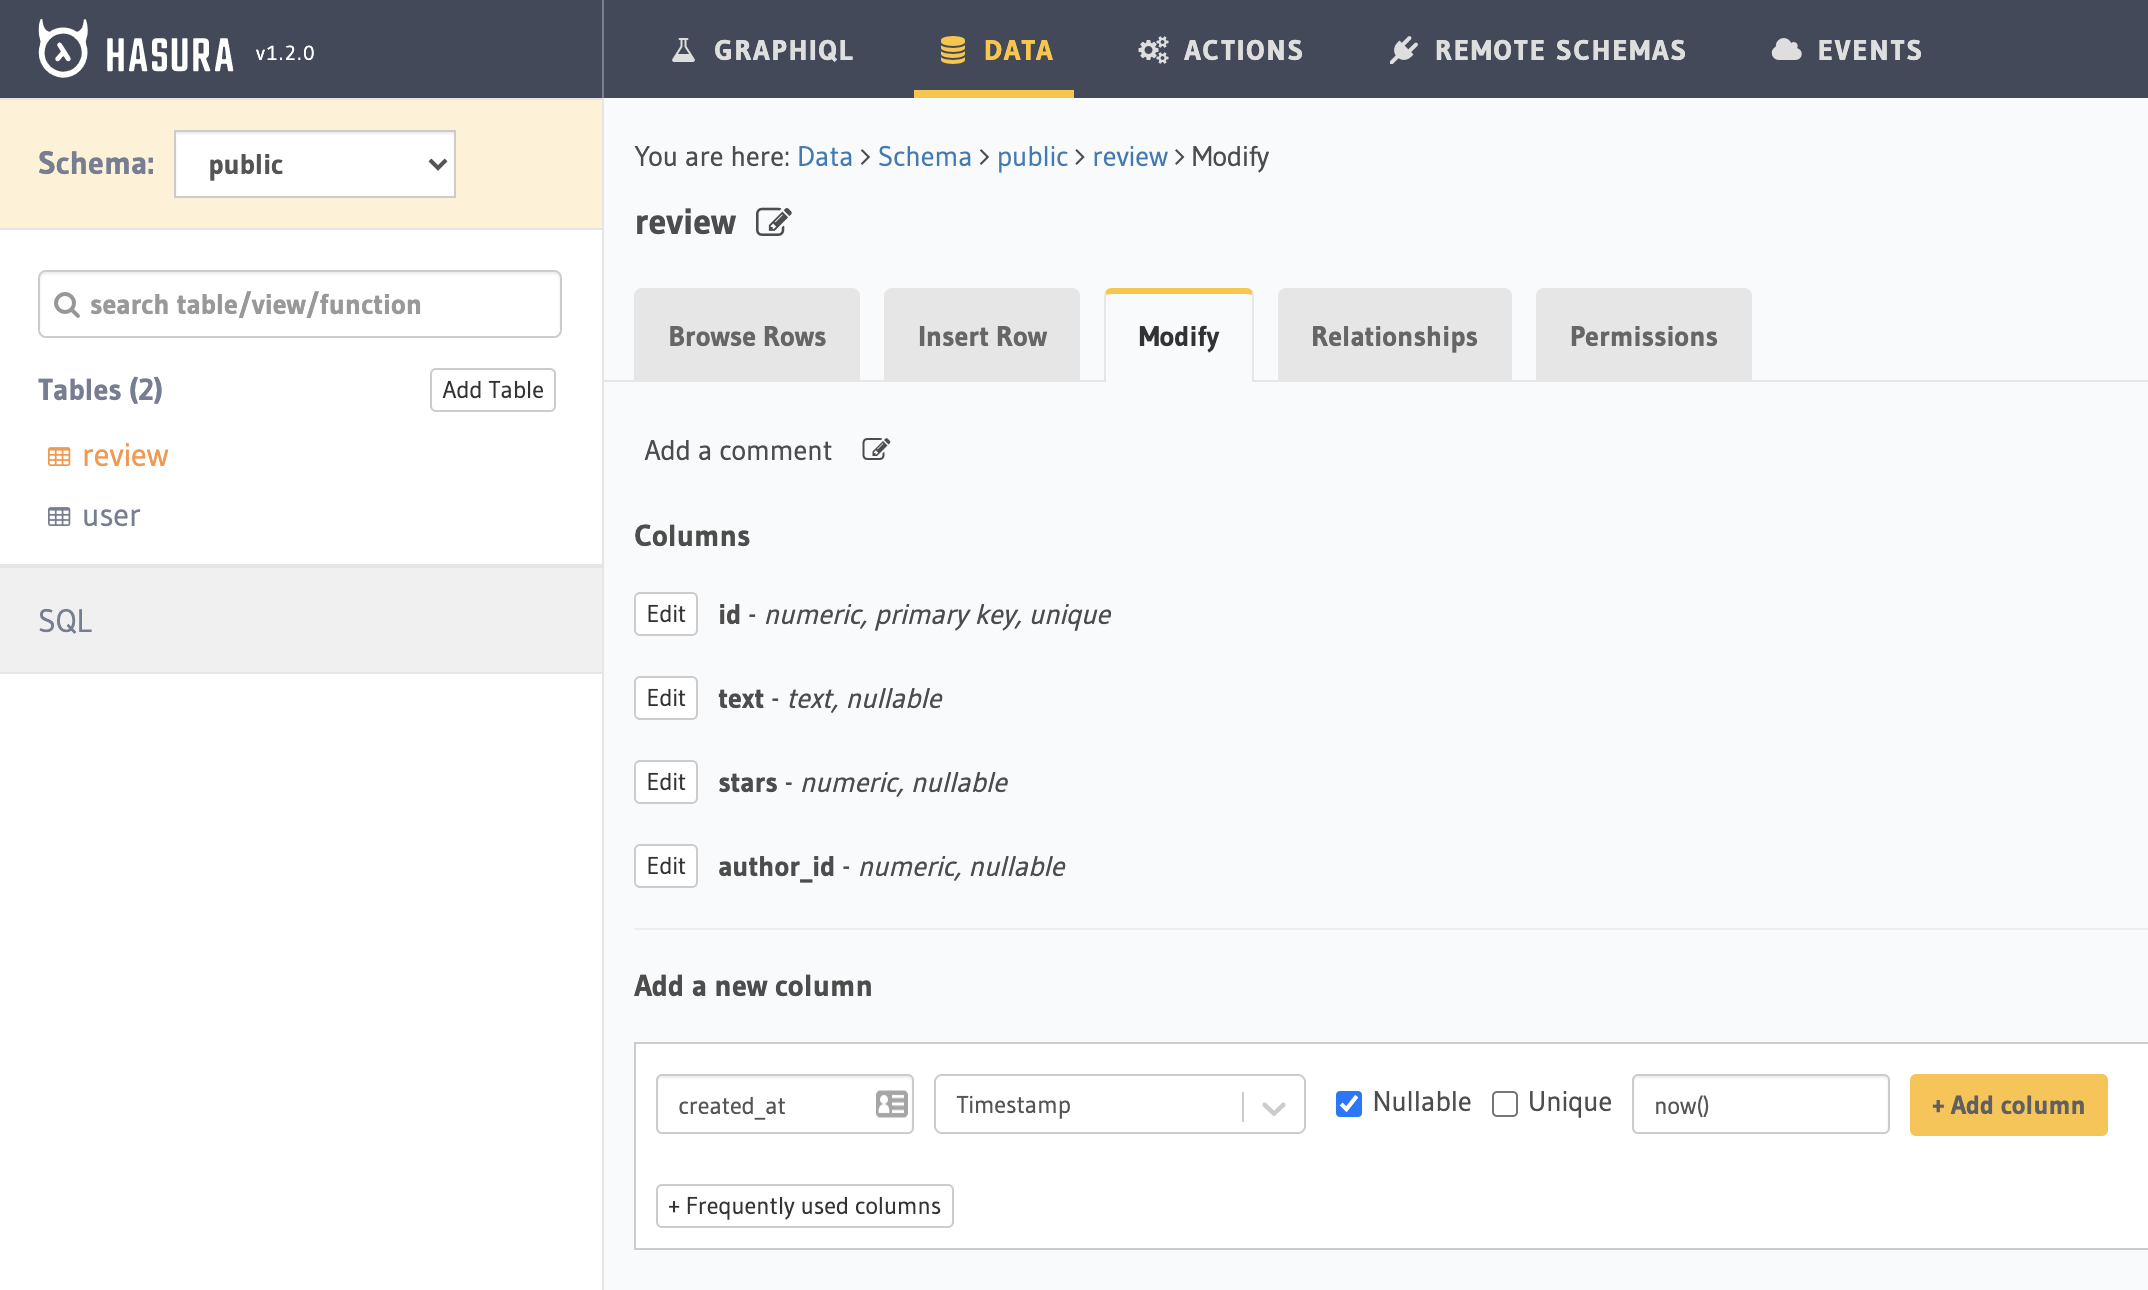 HASURA v1.2.0
GRAPHIQL DATA ACTIONS REMOTE SCHEMAS EVENTS
Schema: public
search table/view/function
Tables (2) Add Table
review
user
SQL
You are here: Data > Schema > public > review > Modify
review
Browse Rows Insert Row Modify Relationships Permissions
Add a comment
Columns
Edit id - numeric, primary key, unique
Edit text - text, nullable
Edit stars - numeric, nullable
Edit author_id - numeric, nullable
Add a new column
created_at Timestamp Nullable Unique now() + Add column
+ Frequently used columns